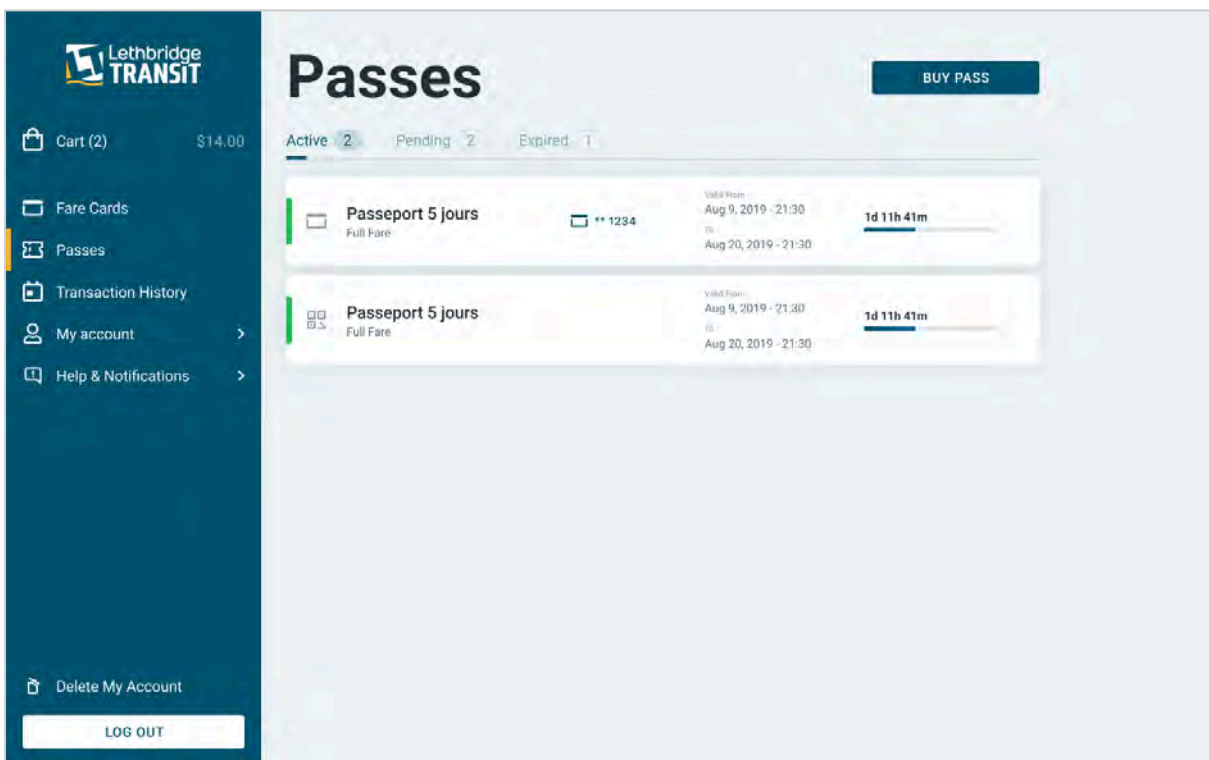 Lethbridge
TRANSIT
Cart (2) $14.00
Fare Cards
Passes
Transaction History
My account
Help & Notifications
Delete My Account
LOG OUT
Passes
BUY PASS
Active 2 Pending 2 Expired 1
Passeport 5 jours
Full Fare
** 1234
Valid From
Aug 9, 2019 - 21:30
To
Aug 20, 2019 - 21:30
1d 11h 41m
Passeport 5 jours
Full Fare
Valid From
Aug 9, 2019 - 21:30
To
Aug 20, 2019 - 21:30
1d 11h 41m